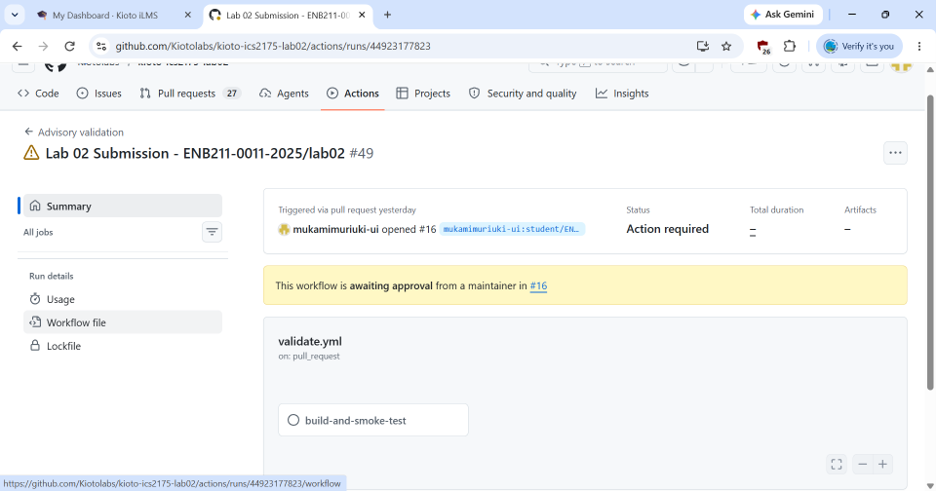 My Dashboard · Kioto iLMS
Lab 02 Submission - ENB211-00
Ask Gemini
github.com/Kiotolabs/kioto-ics2175-lab02/actions/runs/44923177823
26
Verify it's you
Code
Issues
Pull requests 27
Agents
Actions
Projects
Security and quality
Insights
Advisory validation
Lab 02 Submission - ENB211-0011-2025/lab02 #49
Summary
All jobs
Run details
Usage
Workflow file
Lockfile
Triggered via pull request yesterday
mukamimuriuki-ui opened #16 mukamimuriuki-ui:student/EN…
Status
Action required
Total duration
–
Artifacts
–
This workflow is awaiting approval from a maintainer in #16
validate.yml
on: pull_request
build-and-smoke-test
https://github.com/Kiotolabs/kioto-ics2175-lab02/actions/runs/44923177823/workflow